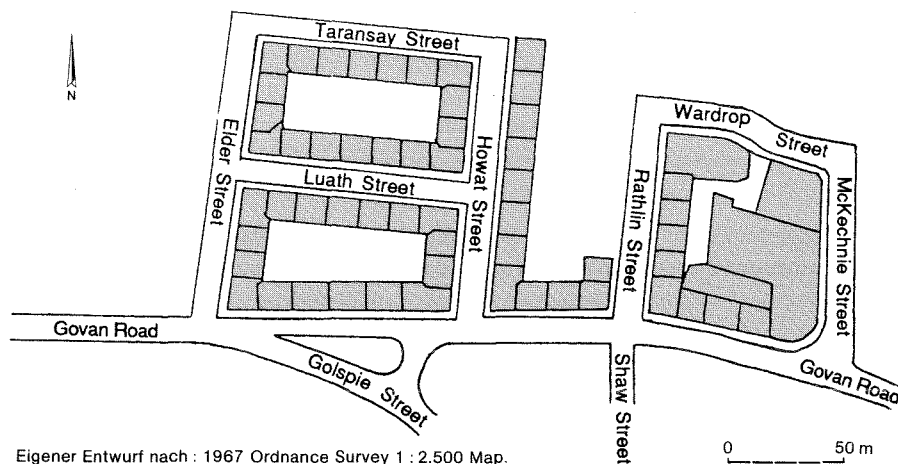 Taransay Street
Wardrop Street
N
Elder Street
Howat Street
Luath Street
Rathlin Street
McKechnie Street
Govan Road
Golspie Street
Shaw Street
Govan Road
0 50 m
Eigener Entwurf nach : 1967 Ordnance Survey 1 : 2.500 Map.